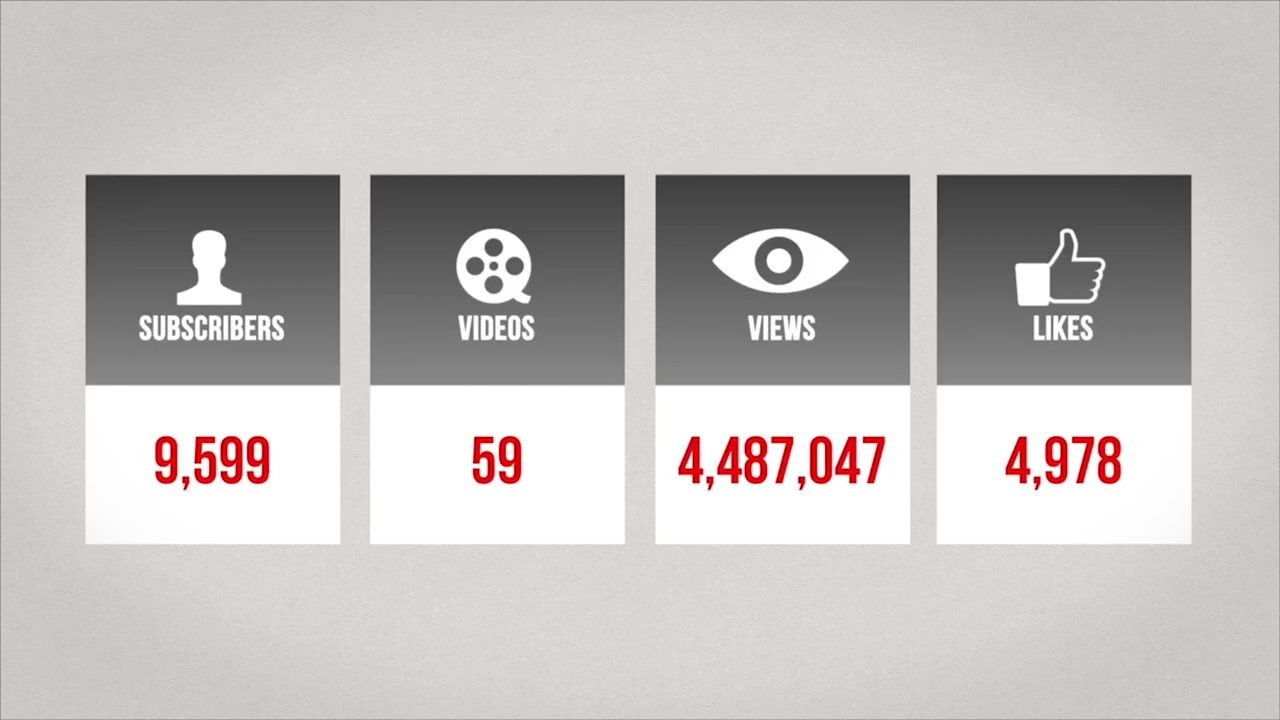 SUBSCRIBERS
9,599
VIDEOS
59
VIEWS
4,487,047
LIKES
4,978